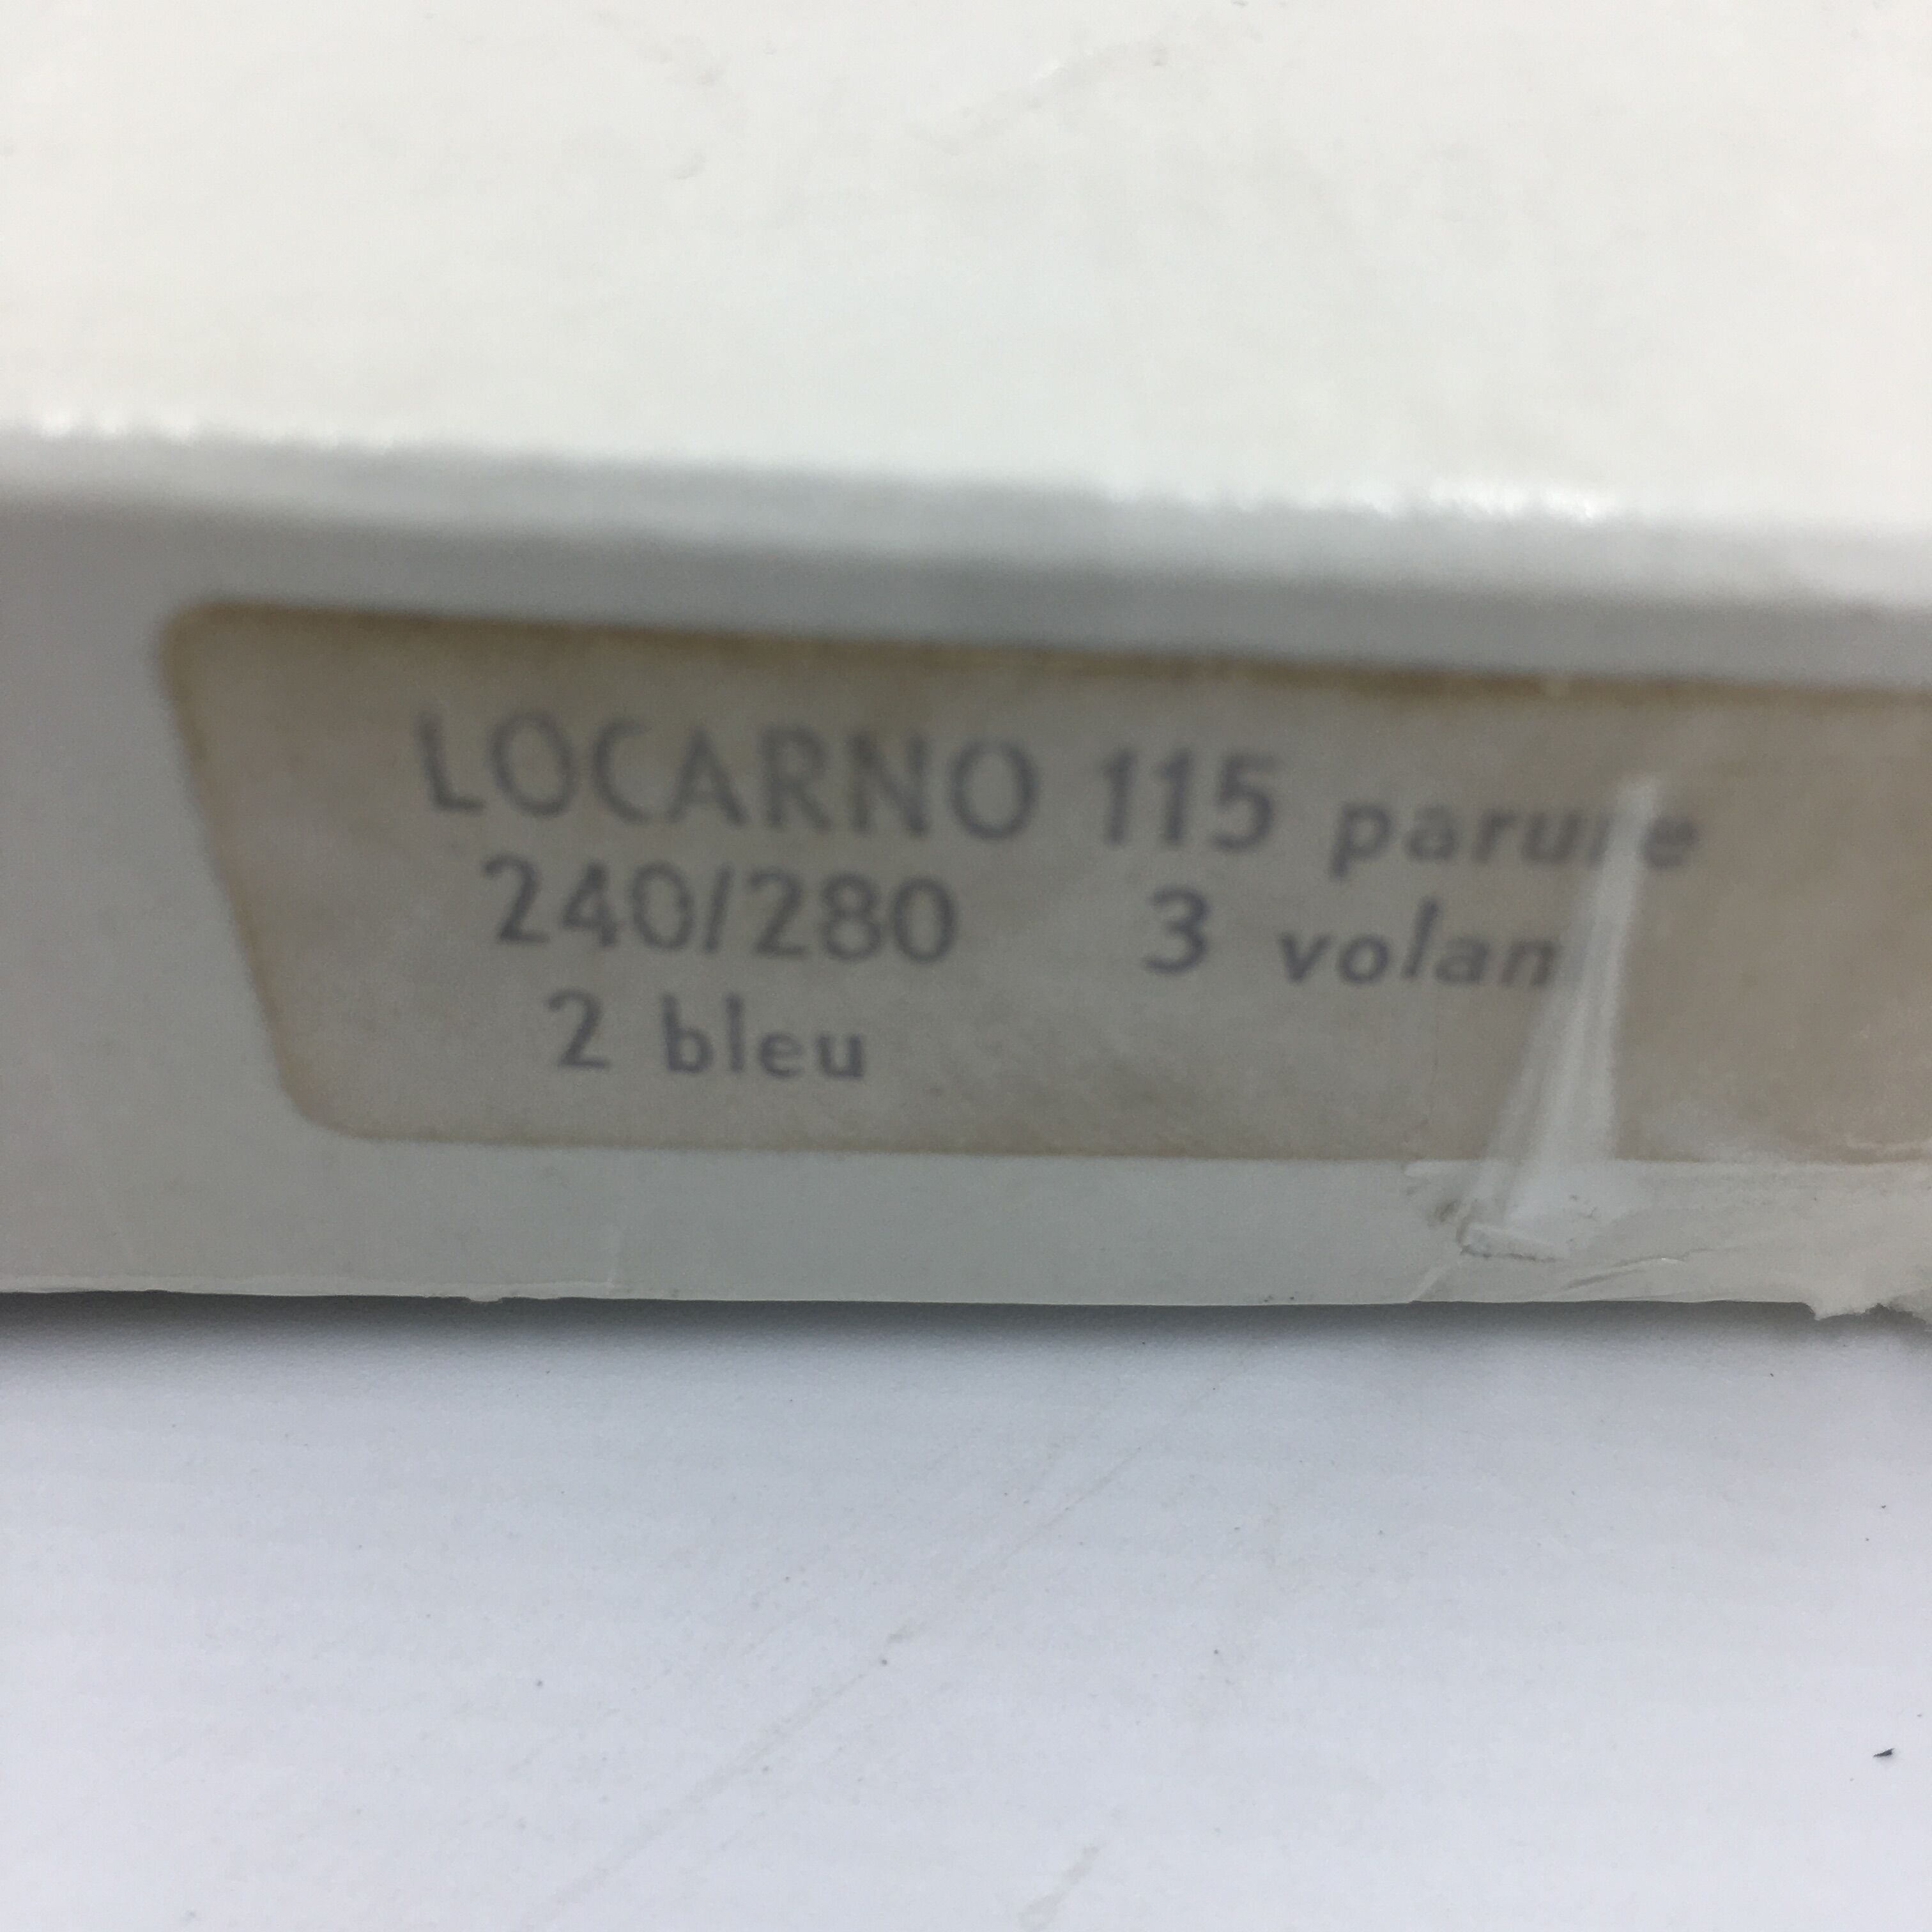 LOCARNO 115 parure
240/280 3 volan
2 bleu